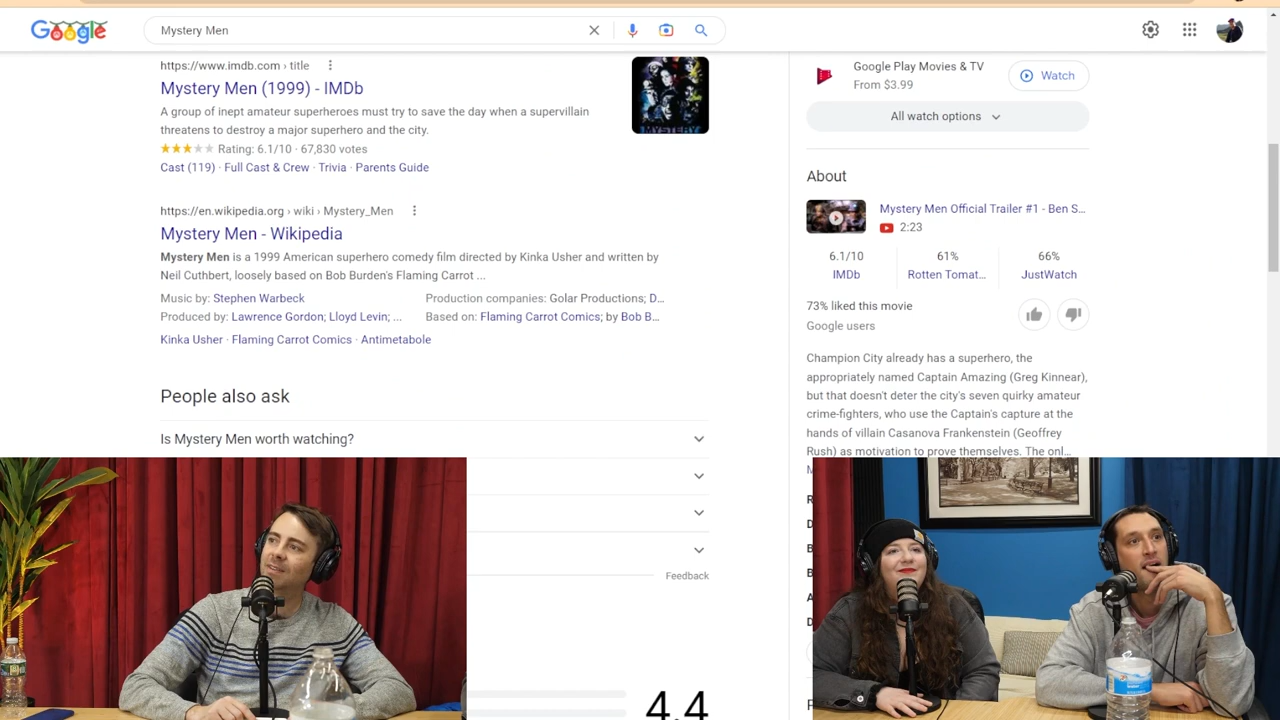 Google
Mystery Men
https://www.imdb.com › title
Mystery Men (1999) - IMDb
A group of inept amateur superheroes must try to save the day when a supervillain
threatens to destroy a major superhero and the city.
Rating: 6.1/10 · 67,830 votes
Cast (119) · Full Cast & Crew · Trivia · Parents Guide
MYSTERY
https://en.wikipedia.org › wiki › Mystery_Men
Mystery Men - Wikipedia
Mystery Men is a 1999 American superhero comedy film directed by Kinka Usher and written by
Neil Cuthbert, loosely based on Bob Burden's Flaming Carrot ...
Music by: Stephen Warbeck
Production companies: Golar Productions; D...
Produced by: Lawrence Gordon; Lloyd Levin; ...
Based on: Flaming Carrot Comics; by Bob B...
Kinka Usher · Flaming Carrot Comics · Antimetabole
People also ask
Is Mystery Men worth watching?
Feedback
4.4
Google Play Movies & TV
From $3.99
Watch
All watch options
About
Mystery Men Official Trailer #1 - Ben S...
2:23
6.1/10
IMDb
61%
Rotten Tomat...
66%
JustWatch
73% liked this movie
Google users
Champion City already has a superhero, the
appropriately named Captain Amazing (Greg Kinnear),
but that doesn't deter the city's seven quirky amateur
crime-fighters, who use the Captain's capture at the
hands of villain Casanova Frankenstein (Geoffrey
Rush) as motivation to prove themselves. The onl...